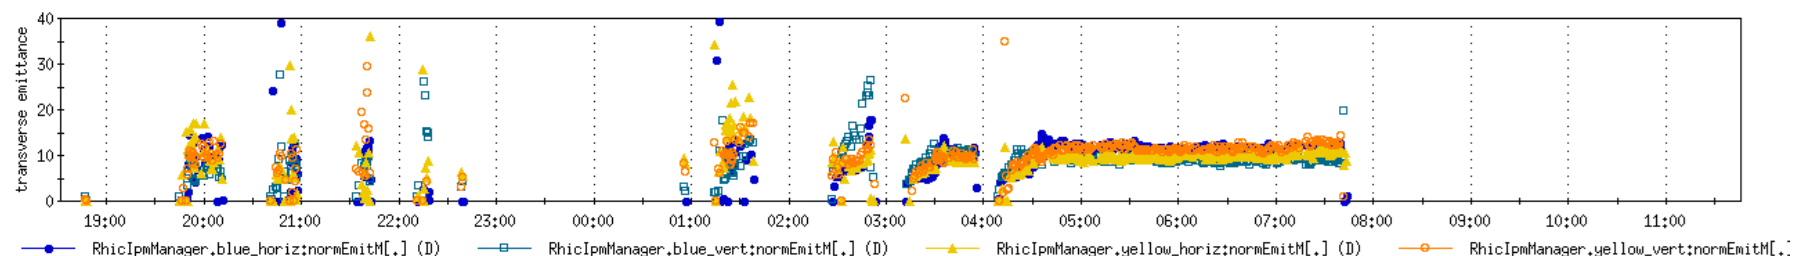 transverse emittance
40
30
20
10
0
19:00 20:00 21:00 22:00 23:00 00:00 01:00 02:00 03:00 04:00 05:00 06:00 07:00 08:00 09:00 10:00 11:00
RhicIpmManager.blue_horiz:normEmitM[.] (D) RhicIpmManager.blue_vert:normEmitM[.] (D) RhicIpmManager.yellow_horiz:normEmitM[.] (D) RhicIpmManager.yellow_vert:normEmitM[.]